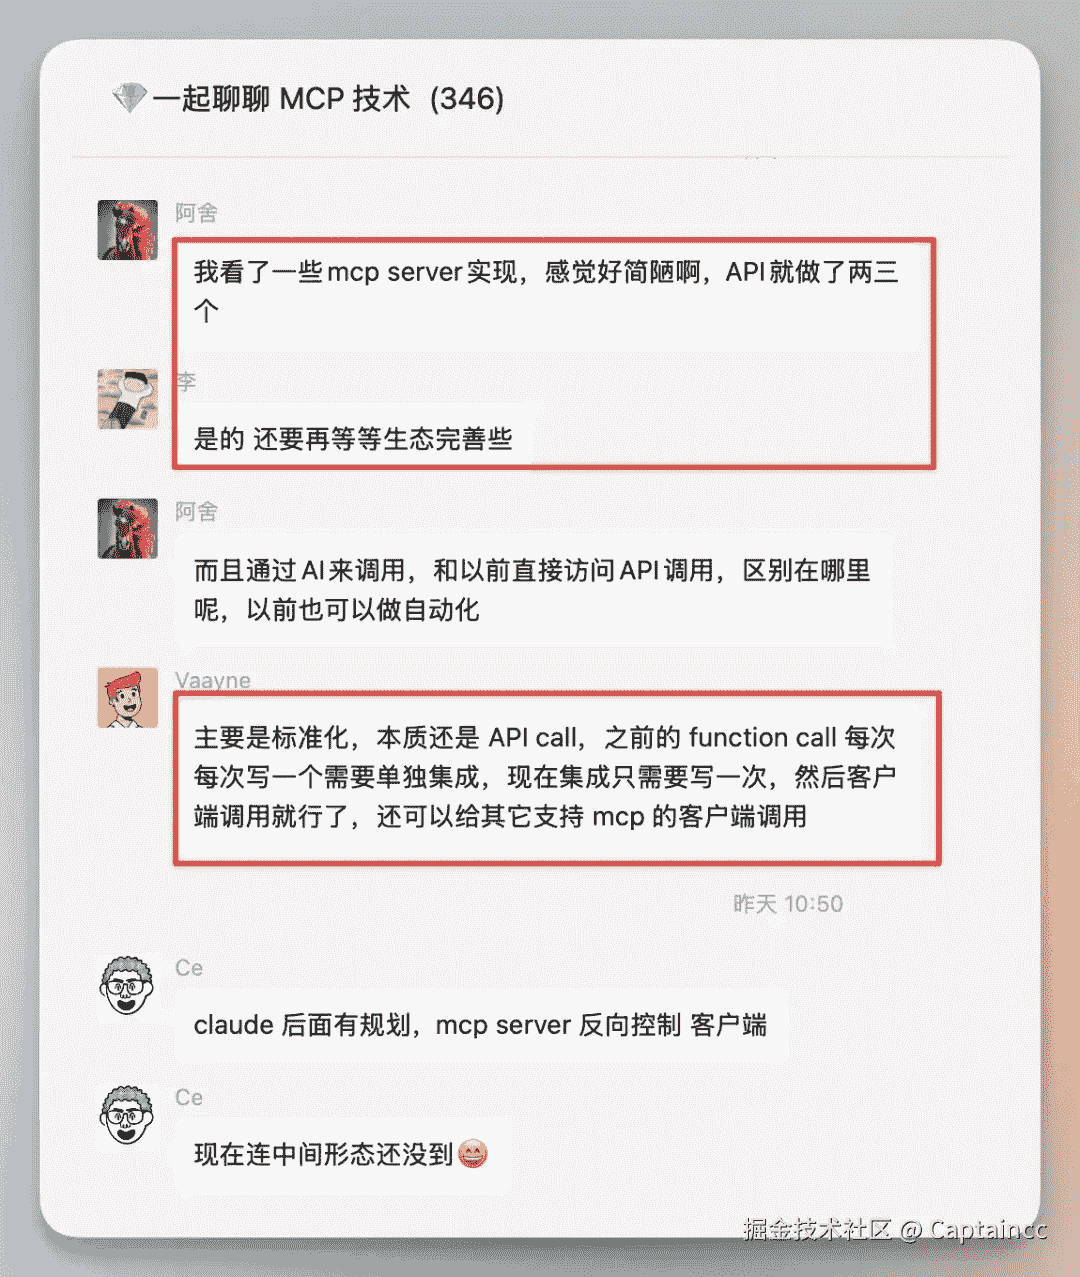 一起聊聊 MCP 技术 (346)
阿舍
我看了一些mcp server实现，感觉好简陋啊，API就做了两三
个
李
是的 还要再等等生态完善些
阿舍
而且通过AI来调用，和以前直接访问API调用，区别在哪里
呢，以前也可以做自动化
Vaayne
主要是标准化，本质还是 API call，之前的 function call 每次
每次写一个需要单独集成，现在集成只需要写一次，然后客户
端调用就行了，还可以给其它支持 mcp 的客户端调用
昨天 10:50
Ce
claude 后面有规划，mcp server 反向控制 客户端
Ce
现在连中间形态还没到😄
掘金技术社区 @ Captaincc